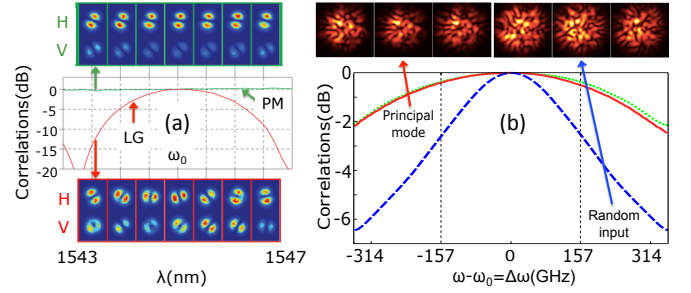 H
V
Correlations(dB)
0
-5
-10
-15
-20
PM
LG
(a)
ω₀
H
V
1543
1547
λ(nm)
Correlations(dB)
0
-2
-4
-6
Principal
mode
(b)
Random
input
-314
-157
0
157
314
ω-ω₀=Δω(GHz)